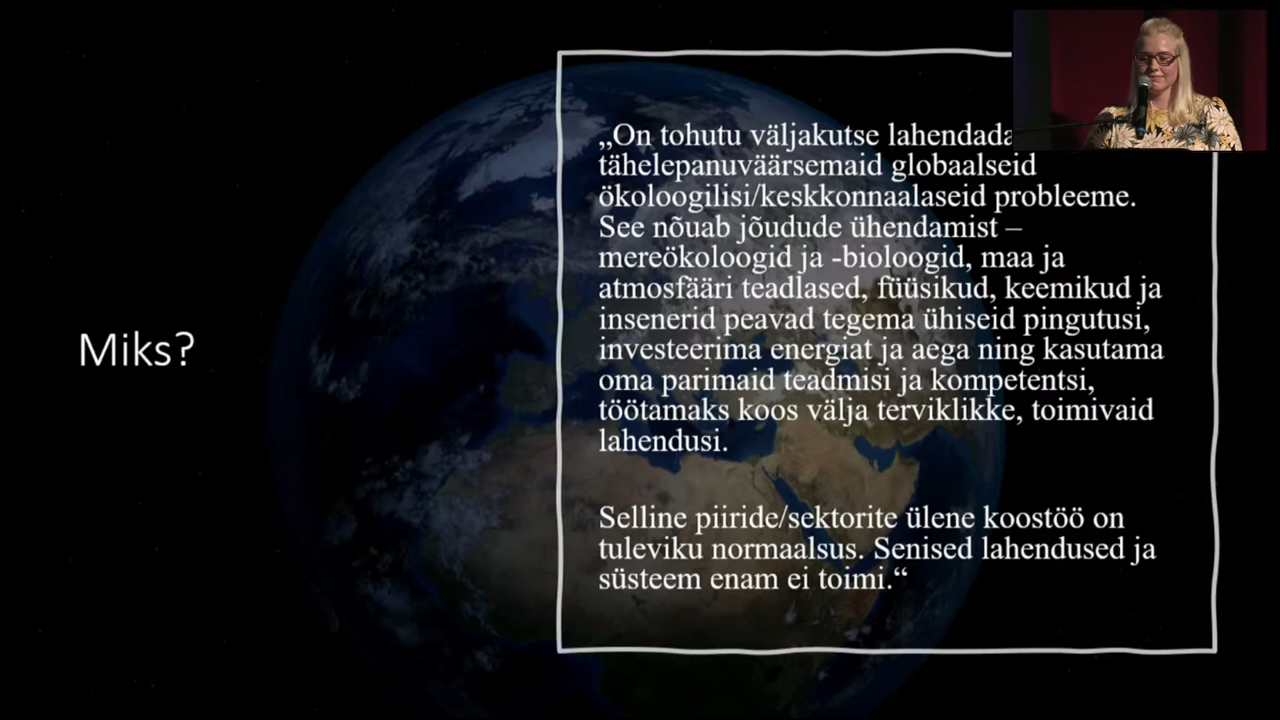 Miks?
„On tohutu väljakutse lahendada
tähelepanuväärsemaid globaalseid
ökoloogilisi/keskkonnaalaseid probleeme.
See nõuab jõudude ühendamist –
mereökoloogid ja -bioloogid, maa ja
atmosfääri teadlased, füüsikud, keemikud ja
insenerid peavad tegema ühiseid pingutusi,
investeerima energiat ja aega ning kasutama
oma parimaid teadmisi ja kompetentsi,
töötamaks koos välja terviklikke, toimivaid
lahendusi.
Selline piiride/sektorite ülene koostöö on
tuleviku normaalsus. Senised lahendused ja
süsteem enam ei toimi.“